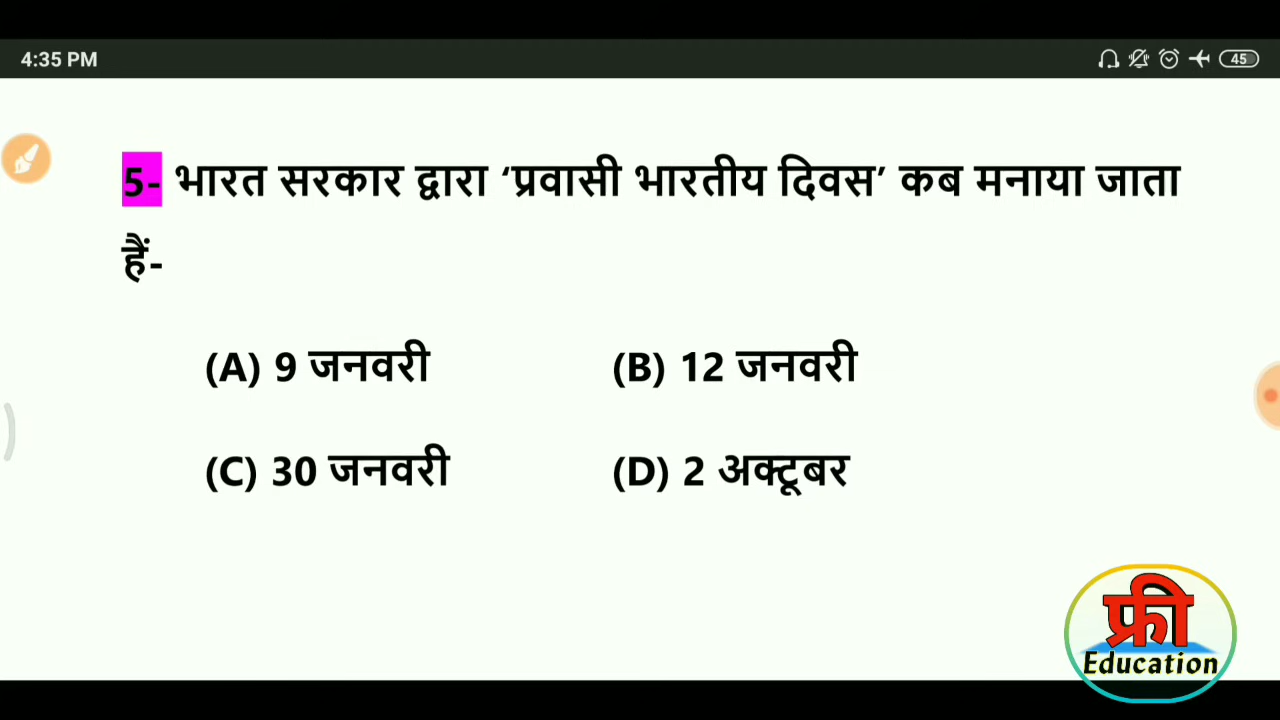 4:35 PM
45
5- भारत सरकार द्वारा ‘प्रवासी भारतीय दिवस’ कब मनाया जाता
हैं-
(A) 9 जनवरी
(B) 12 जनवरी
(C) 30 जनवरी
(D) 2 अक्टूबर
फ्री
Education